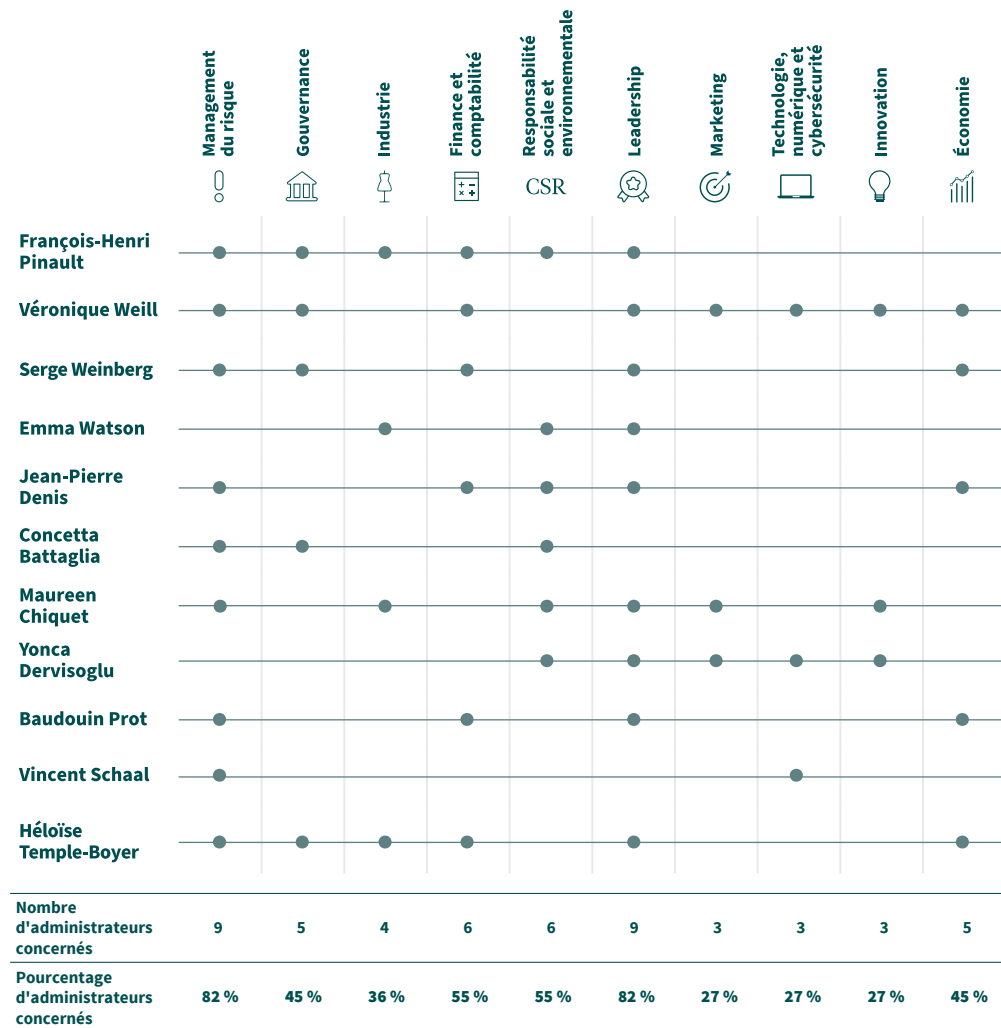 Management
du risque
Gouvernance
Industrie
Finance et
comptabilité
Responsabilité
sociale et
environnementale
Leadership
Marketing
Technologie,
numérique et
cybersécurité
Innovation
Économie
CSR
François-Henri
Pinault
Véronique Weill
Serge Weinberg
Emma Watson
Jean-Pierre
Denis
Concetta
Battaglia
Maureen
Chiquet
Yonca
Dervisoglu
Baudouin Prot
Vincent Schaal
Héloïse
Temple-Boyer
Nombre
d'administrateurs
concernés
9 5 4 6 6 9 3 3 3 5
Pourcentage
d'administrateurs
concernés
82 % 45 % 36 % 55 % 55 % 82 % 27 % 27 % 27 % 45 %